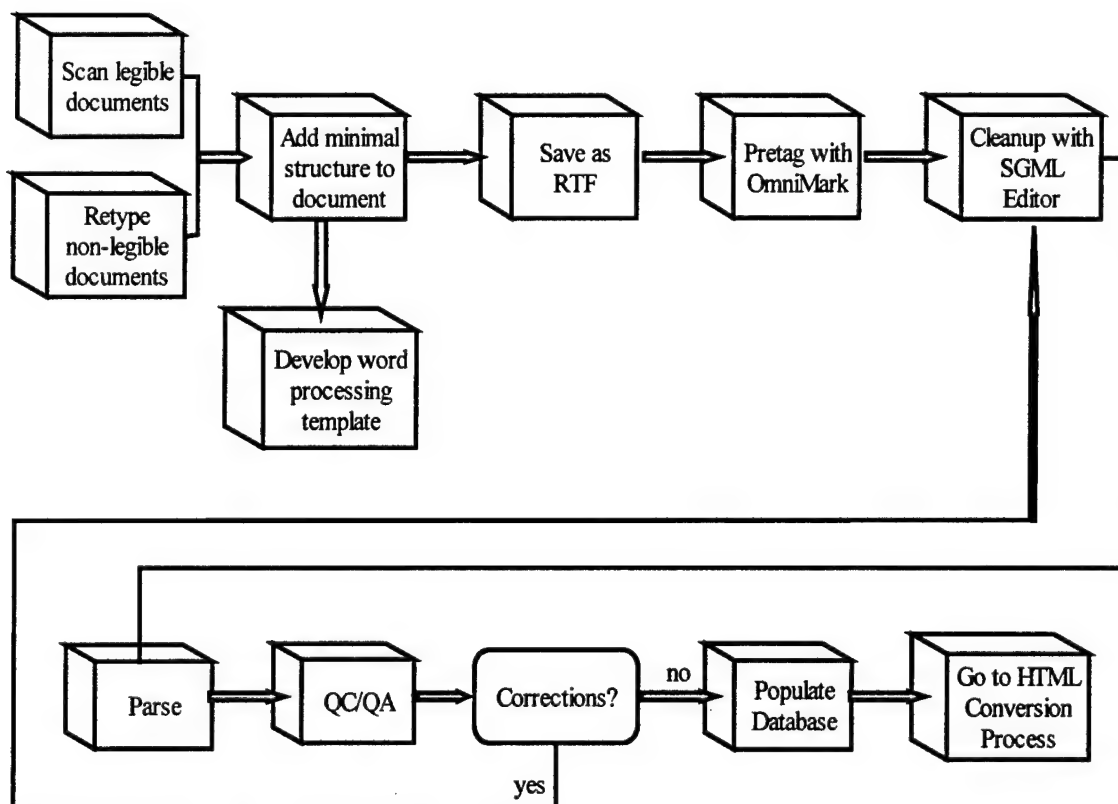 Scan legible
documents
Retype
non-legible
documents
Add minimal
structure to
document
Save as
RTF
Pretag with
OmniMark
Cleanup with
SGML
Editor
Develop word
processing
template
Parse
QC/QA
Corrections?
no
yes
Populate
Database
Go to HTML
Conversion
Process